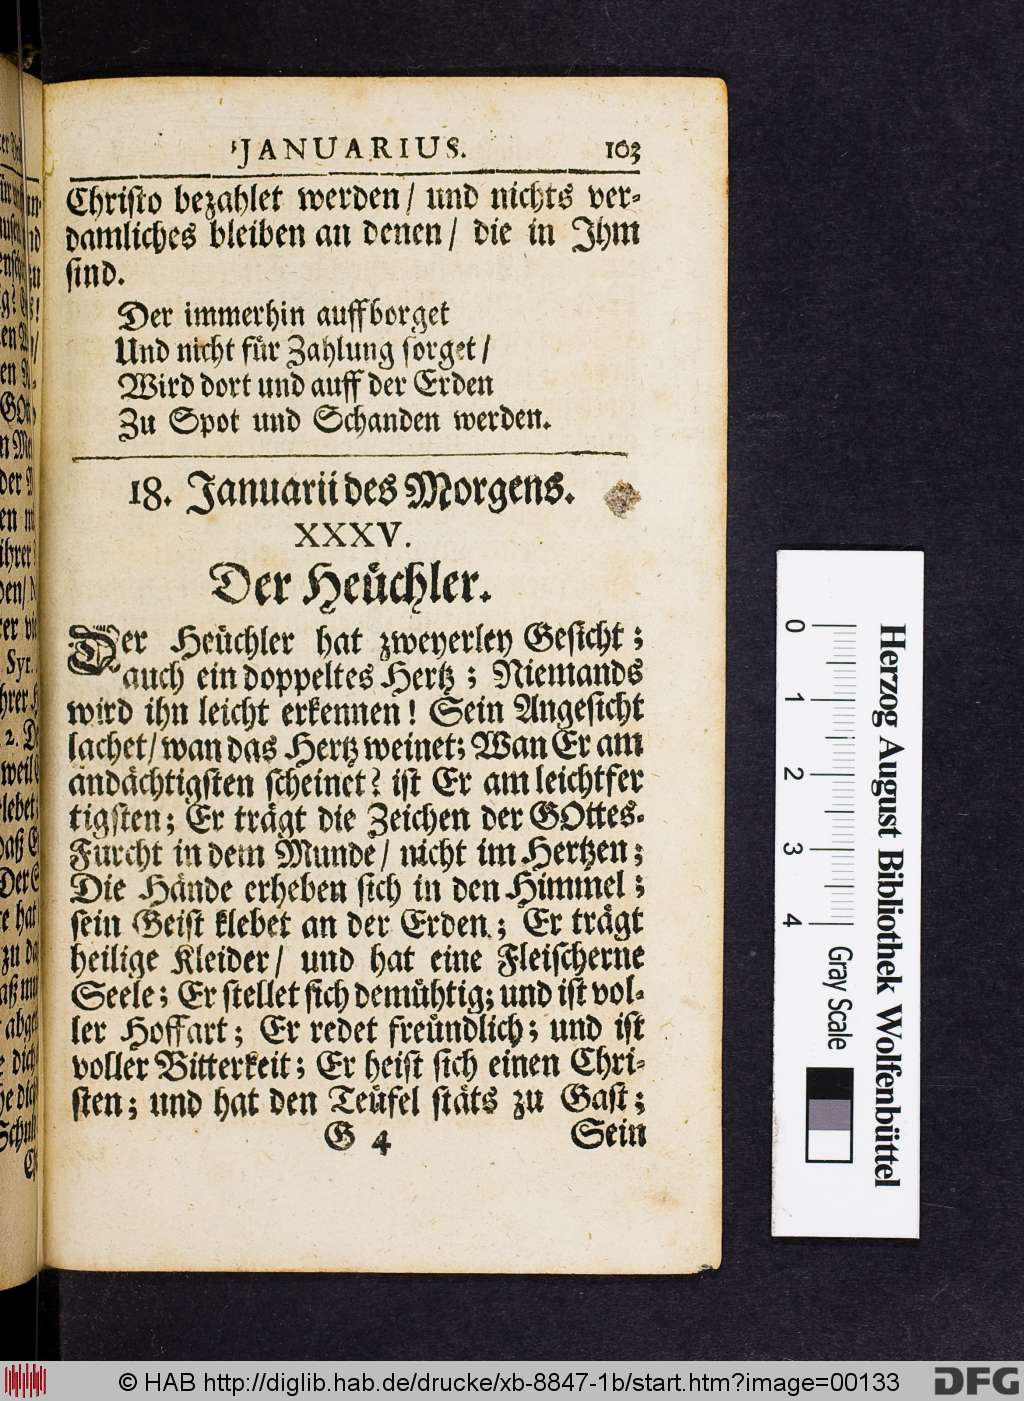 JANUARIUS. 103
Christo bezahlet werden / und nichts ver-
damliches bleiben an denen / die in Ihm
sind.
Der immerhin auffborget
Und nicht für Zahlung sorget /
Wird dort und auff der Erden
Zu Spot und Schanden werden.
18. Januarii des Morgens.
XXXV.
Der Heüchler.
Der Heüchler hat zweyerley Gesicht;
auch ein doppeltes Hertz; Niemands
wird ihn leicht erkennen! Sein Angesicht
lachet / wan das Hertz weinet; Wan Er am
andächtigsten scheinet? ist Er am leichtfer
tigsten; Er trägt die Zeichen der GOttes-
Furcht in dem Munde / nicht im Hertzen;
Die Hände erheben sich in den Himmel;
sein Geist klebet an der Erden; Er trägt
heilige Kleider / und hat eine Fleischerne
Seele; Er stellet sich demühtig; und ist vol-
ler Hoffart; Er redet freündlich; und ist
voller Bitterkeit; Er heist sich einen Chri-
sten; und hat den Teüfel stäts zu Gast;
G 4 Sein
0 1 2 3 4
Gray Scale
Herzog August Bibliothek Wolfenbüttel
© HAB http://diglib.hab.de/drucke/xb-8847-1b/start.htm?image=00133
DFG